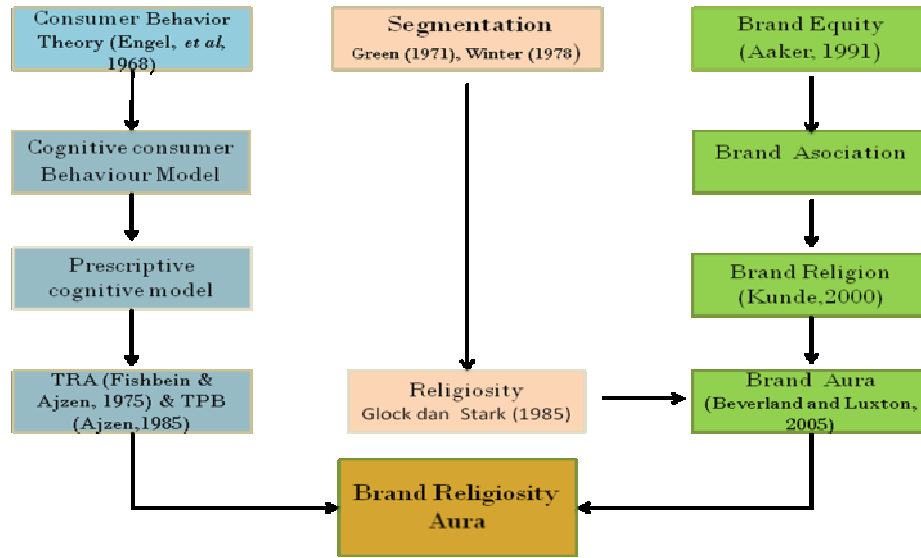 Consumer Behavior
Theory (Engel, et al,
1968)
Cognitive consumer
Behaviour Model
Prescriptive
cognitive model
TRA (Fishbein &
Ajzen, 1975) & TPB
(Ajzen,1985)
Segmentation
Green (1971), Winter (1978)
Religiosity
Glock dan Stark (1985)
Brand Equity
(Aaker, 1991)
Brand Asociation
Brand Religion
(Kunde,2000)
Brand Aura
(Beverland and Luxton,
2005)
Brand Religiosity
Aura